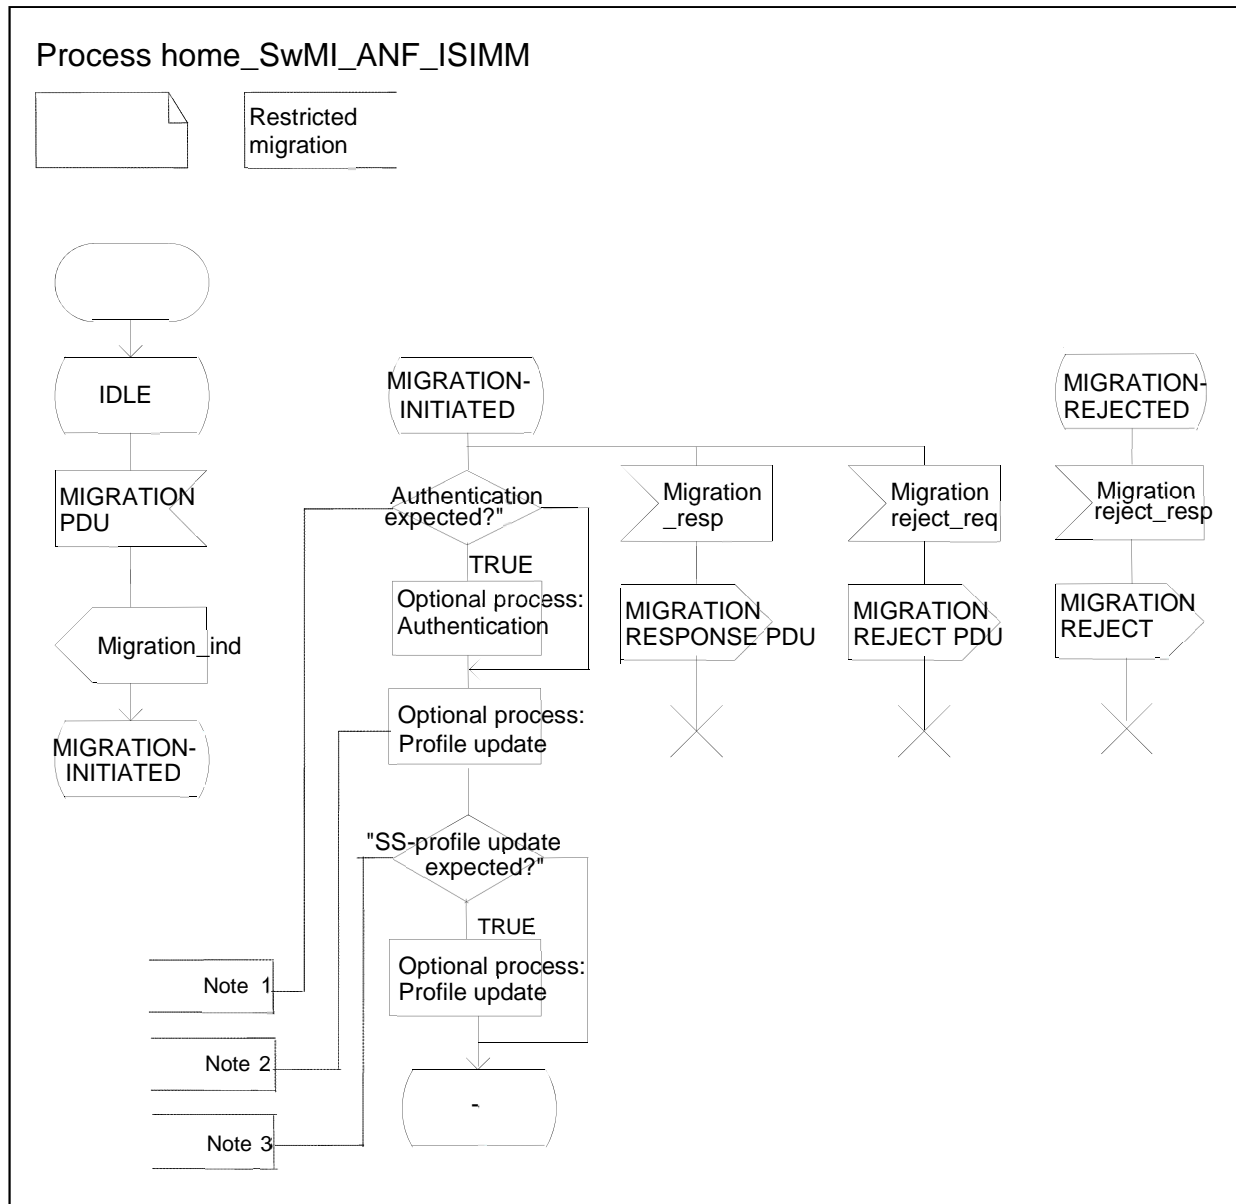 Process home_SwMI_ANF_ISIMM
Restricted
migration
IDLE
MIGRATION
PDU
Migration_ind
MIGRATION-
INITIATED
MIGRATION-
INITIATED
Authentication
expected?"
TRUE
Optional process:
Authentication
Optional process:
Profile update
"SS-profile update
expected?"
TRUE
Optional process:
Profile update
-
Migration
_resp
MIGRATION
RESPONSE PDU
Migration
reject_req
MIGRATION
REJECT PDU
MIGRATION-
REJECTED
Migration
reject_resp
MIGRATION
REJECT
Note 1
Note 2
Note 3